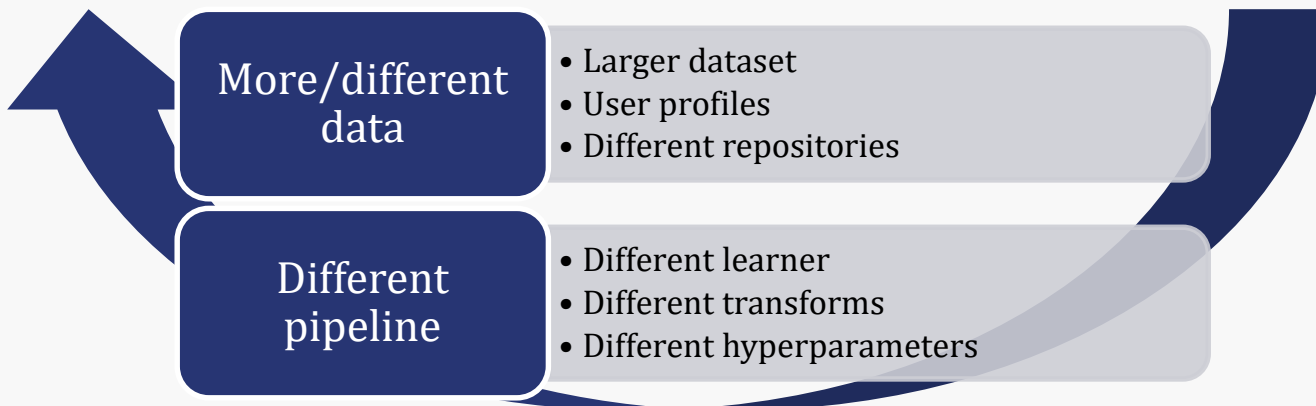 More/different
data
• Larger dataset
• User profiles
• Different repositories
Different
pipeline
• Different learner
• Different transforms
• Different hyperparameters